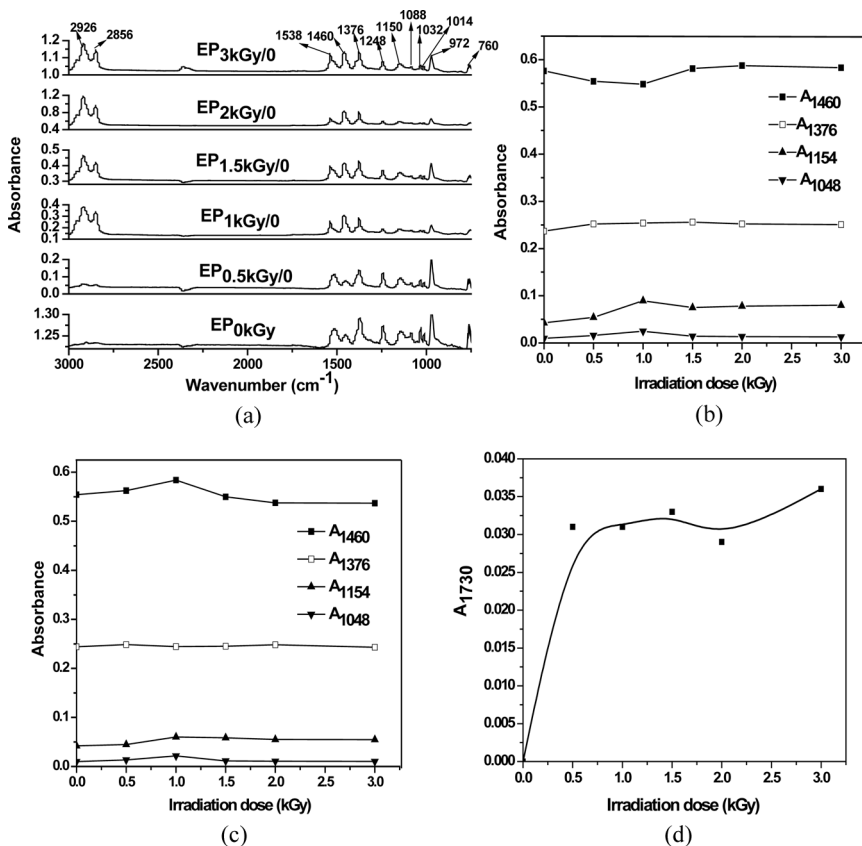 (a)
2926
2856
1538
1460
1376
1248
1150
1088
1032
1014
972
760
EP3kGy/0
EP2kGy/0
EP1.5kGy/0
EP1kGy/0
EP0.5kGy/0
EP0kGy
1.2
1.1
1.0
1.2
0.8
0.4
0.5
0.4
0.3
0.4
0.3
0.2
0.1
0.2
0.1
0.0
1.25
1.30
Absorbance
3000
2500
2000
1500
1000
Wavenumber (cm-1)
(a)
0.6
0.5
0.4
0.3
0.2
0.1
0.0
Absorbance
A1460
A1376
A1154
A1048
0.0
0.5
1.0
1.5
2.0
2.5
3.0
Irradiation dose (kGy)
(b)
0.6
0.5
0.4
0.3
0.2
0.1
0.0
Absorbance
A1460
A1376
A1154
A1048
0.0
0.5
1.0
1.5
2.0
2.5
3.0
Irradiation dose (kGy)
(c)
0.040
0.035
0.030
0.025
0.020
0.015
0.010
0.005
0.000
A1730
0.0
0.5
1.0
1.5
2.0
2.5
3.0
Irradiation dose (kGy)
(d)